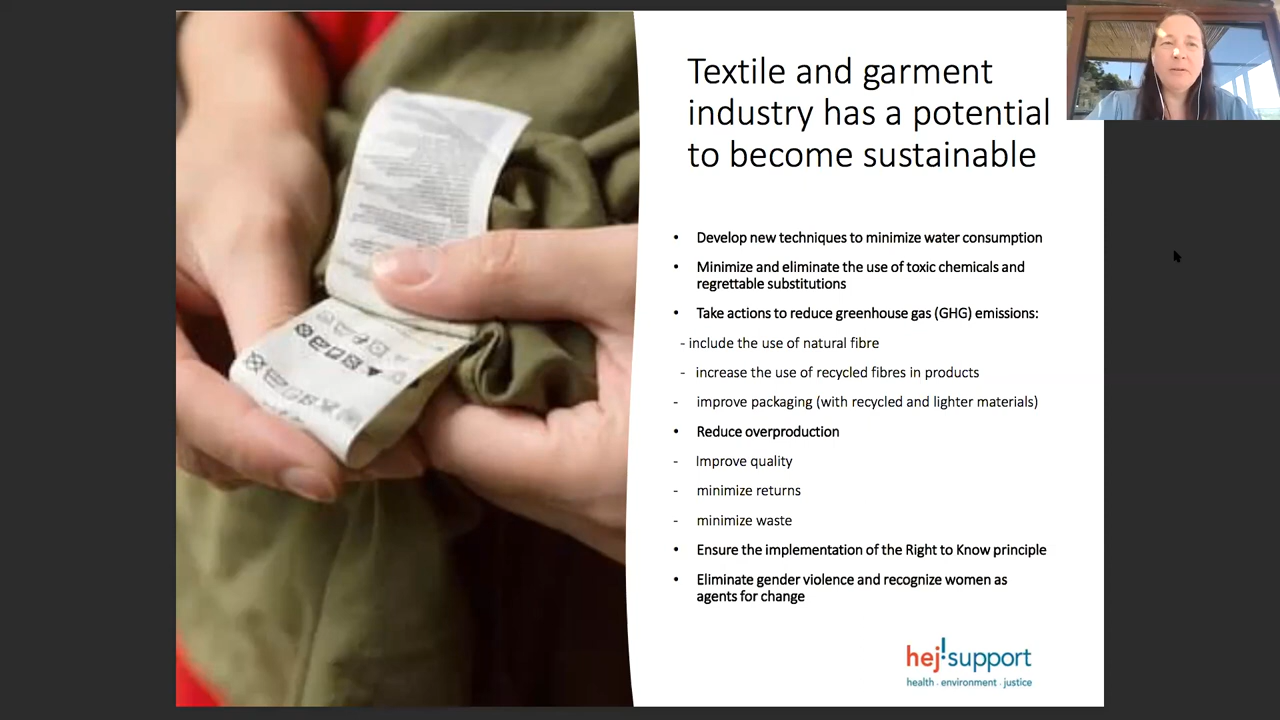 Textile and garment
industry has a potential
to become sustainable
• Develop new techniques to minimize water consumption
• Minimize and eliminate the use of toxic chemicals and
regrettable substitutions
• Take actions to reduce greenhouse gas (GHG) emissions:
- include the use of natural fibre
- increase the use of recycled fibres in products
- improve packaging (with recycled and lighter materials)
• Reduce overproduction
- Improve quality
- minimize returns
- minimize waste
• Ensure the implementation of the Right to Know principle
• Eliminate gender violence and recognize women as
agents for change
hej!support
health . environment . justice